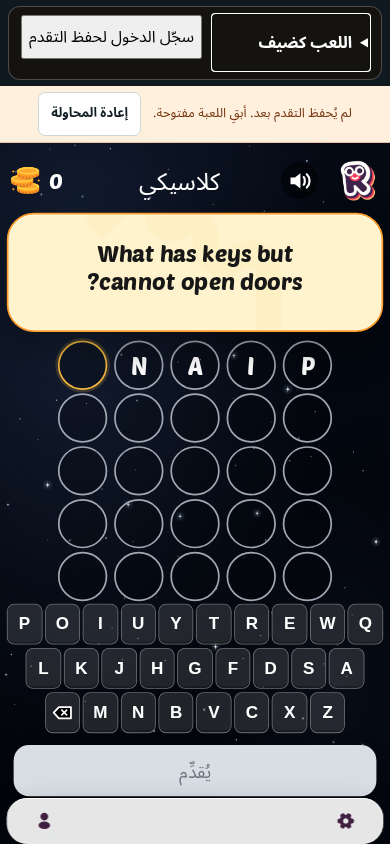 اللعب كضيف
سجّل الدخول لحفظ التقدم
لم يُحفظ التقدم بعد. أبقِ اللعبة مفتوحة.
إعادة المحاولة
كلاسيكي
0
What has keys but
cannot open doors?
P I A N
Q W E R T Y U I O P
A S D F G H J K L
Z X C V B N M
يُقدِّم